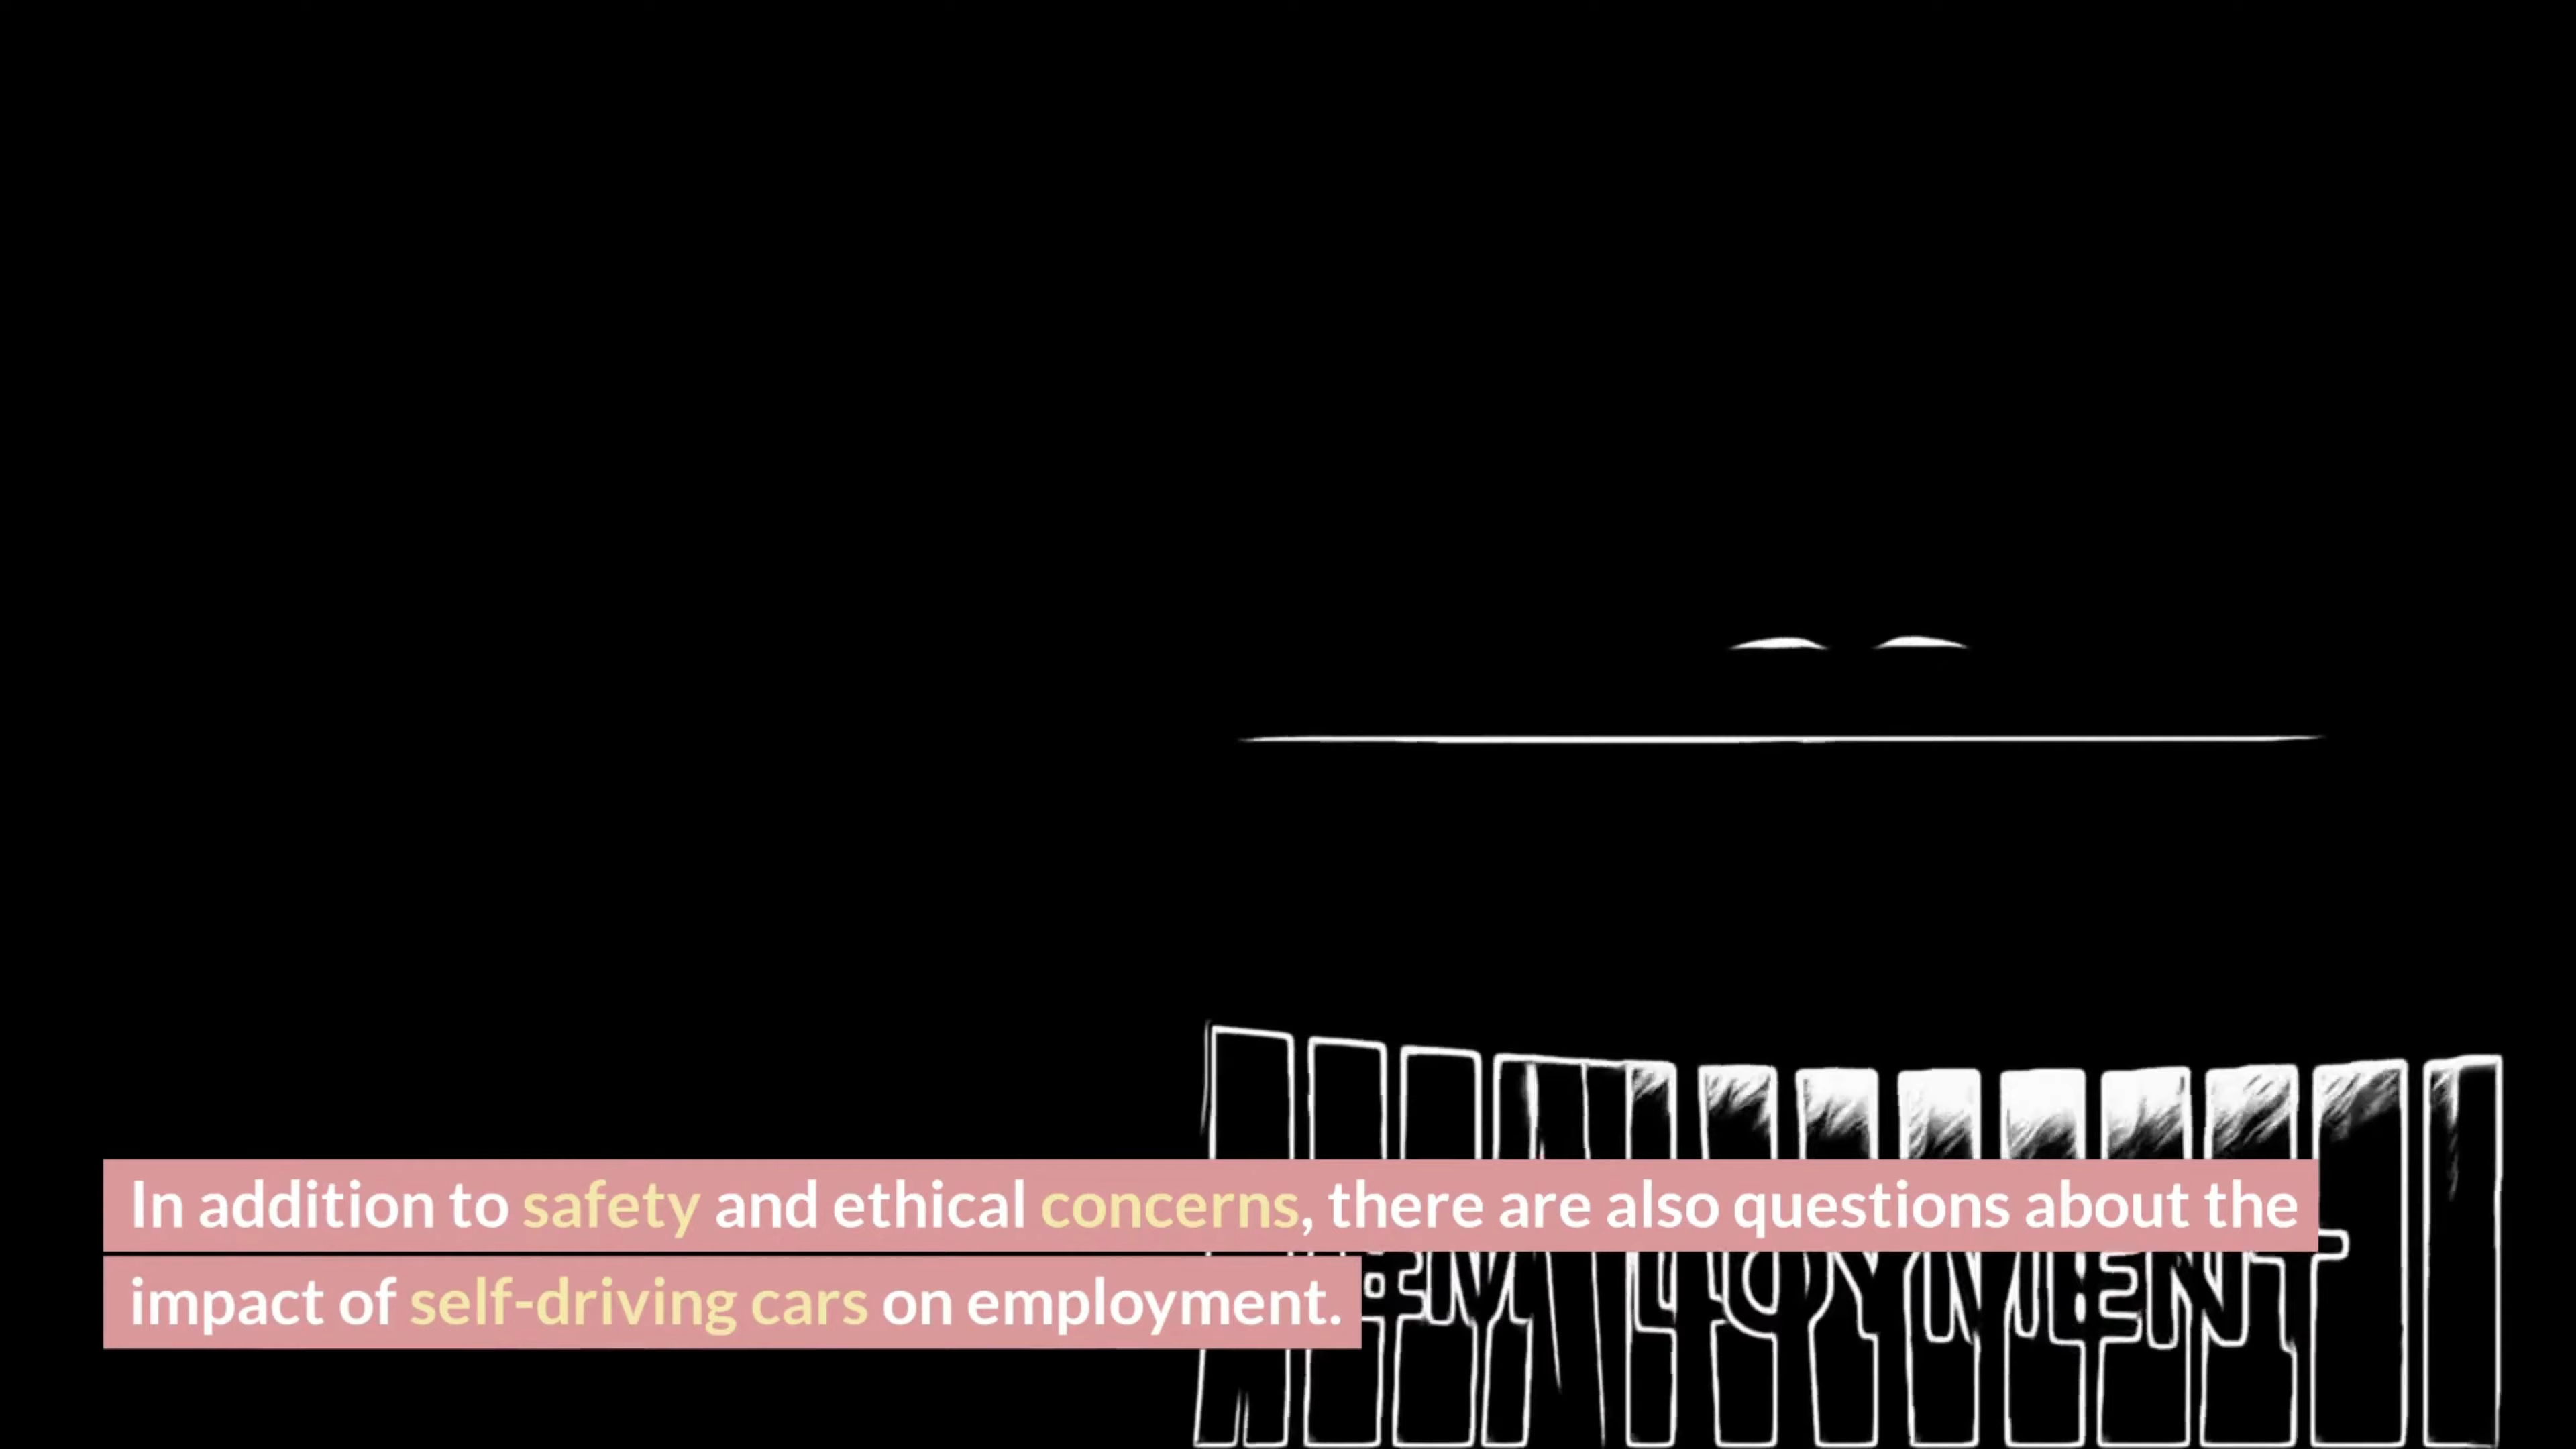 In addition to safety and ethical concerns, there are also questions about the
impact of self-driving cars on employment.